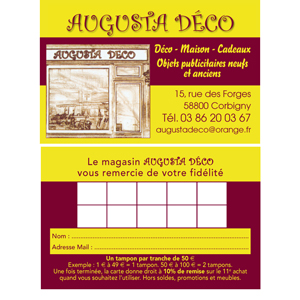 AUGUSTA DÉCO
AUGUSTA DÉCO
Déco - Maison - Cadeaux
Objets publicitaires neufs
et anciens
15, rue des Forges
58800 Corbigny
Tél. 03 86 20 03 67
augustadeco@orange.fr
Le magasin AUGUSTA DÉCO
vous remercie de votre fidélité
Nom :
Adresse Mail :
Un tampon par tranche de 50 €
Exemple : 1 € à 49 € = 1 tampon. 50 € à 100 € = 2 tampons.
Une fois terminée, la carte donne droit à 10% de remise sur le 11e achat
quand vous souhaitez l'utiliser. Hors soldes, promotions et meubles.